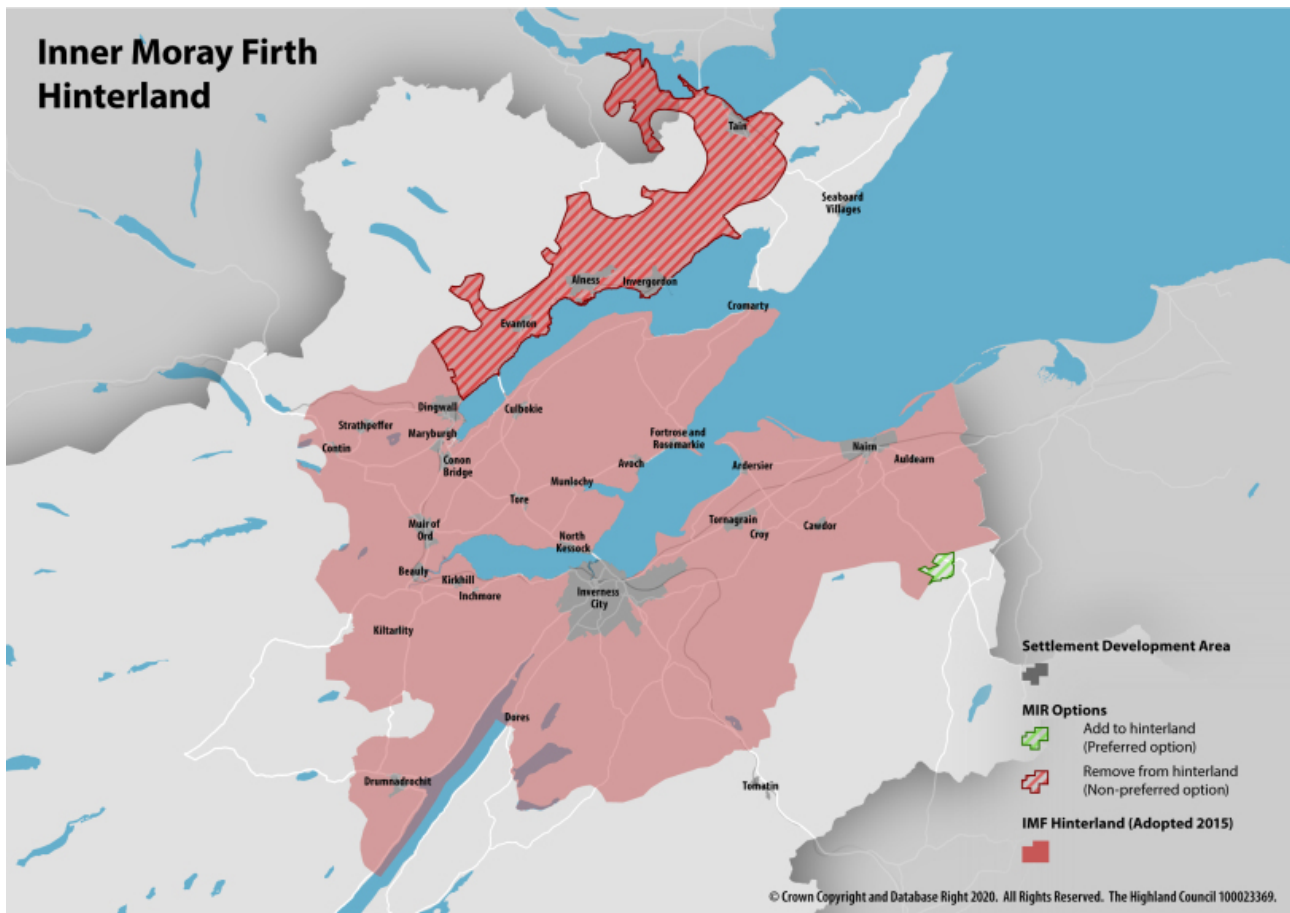 Inner Moray Firth
Hinterland
Tain
Seaboard
Villages
Alness
Invergordon
Cromarty
Evanton
Dingwall
Culbokie
Strathpeffer
Maryburgh
Contin
Conon
Bridge
Fortrose and
Rosemarkie
Avoch
Ardersier
Nairn
Auldearn
Munlochy
Tore
Tornagrain
Croy
Cawdor
Muir of
Ord
North
Kessock
Beauly
Kirkhill
Inchmore
Inverness
City
Kiltarlity
Dores
Drumnadrochit
Tomatin
Settlement Development Area
MIR Options
Add to hinterland
(Preferred option)
Remove from hinterland
(Non-preferred option)
IMF Hinterland (Adopted 2015)
© Crown Copyright and Database Right 2020. All Rights Reserved. The Highland Council 100023369.